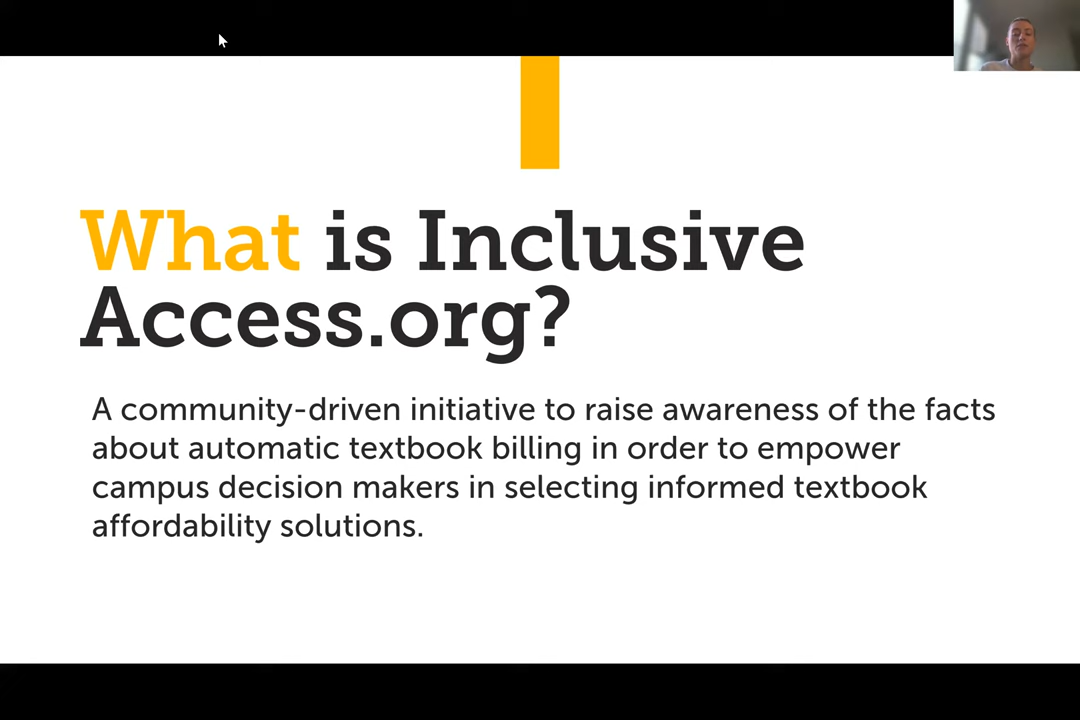 What is Inclusive
Access.org?
A community-driven initiative to raise awareness of the facts
about automatic textbook billing in order to empower
campus decision makers in selecting informed textbook
affordability solutions.